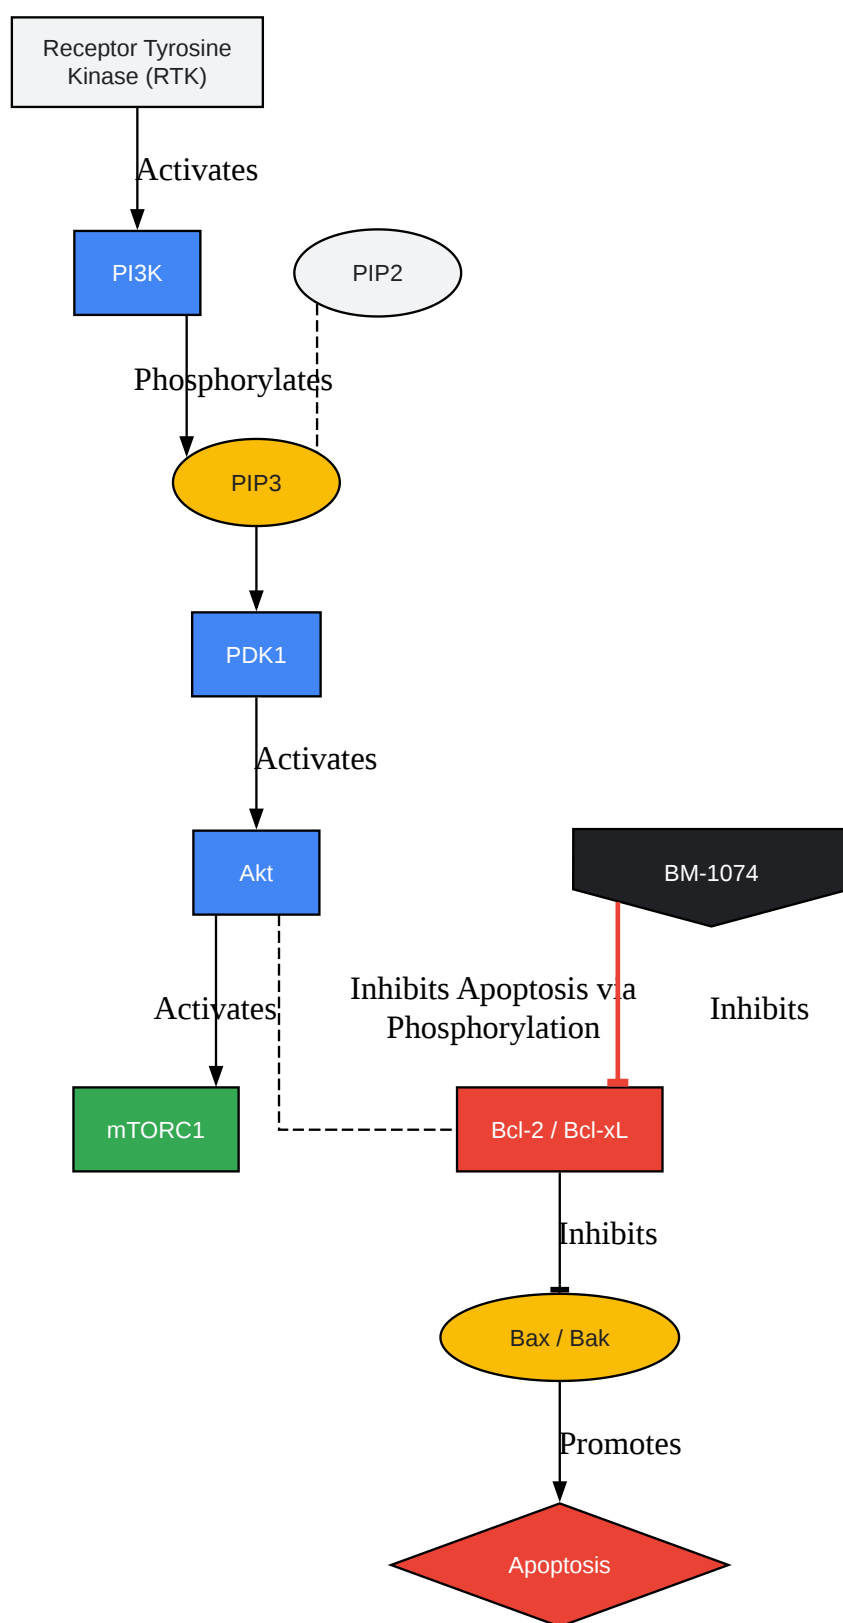 Receptor Tyrosine
Kinase (RTK)
Activates
PI3K
PIP2
Phosphorylates
PIP3
PDK1
Activates
Akt
BM-1074
Activates
Inhibits Apoptosis via
Phosphorylation
Inhibits
mTORC1
Bcl-2 / Bcl-xL
Inhibits
Bax / Bak
Promotes
Apoptosis